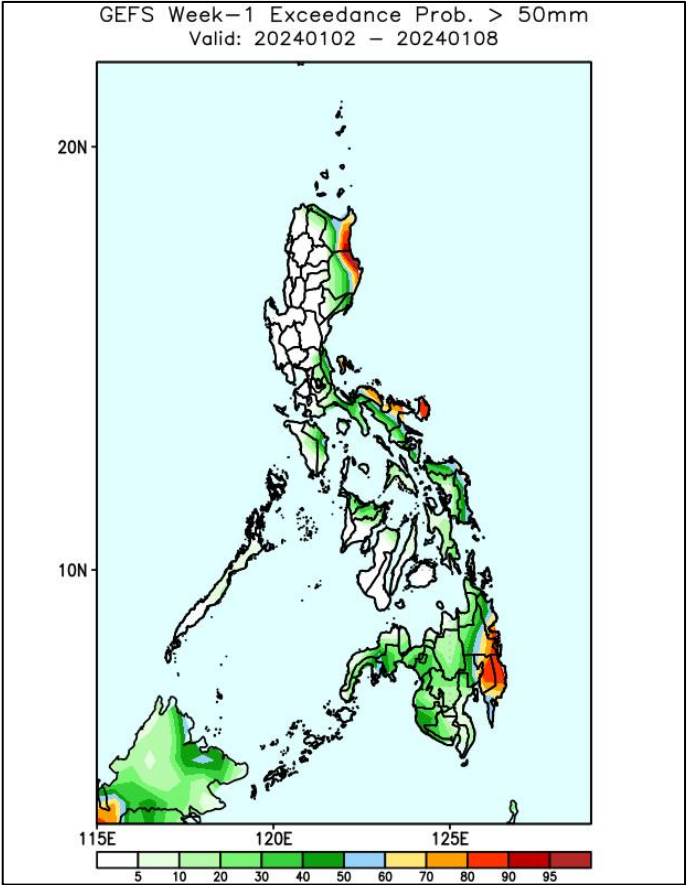 GEFS Week-1 Exceedance Prob. > 50mm
Valid: 20240102 - 20240108
20N
10N
115E 120E 125E
5 10 20 30 40 50 60 70 80 90 95